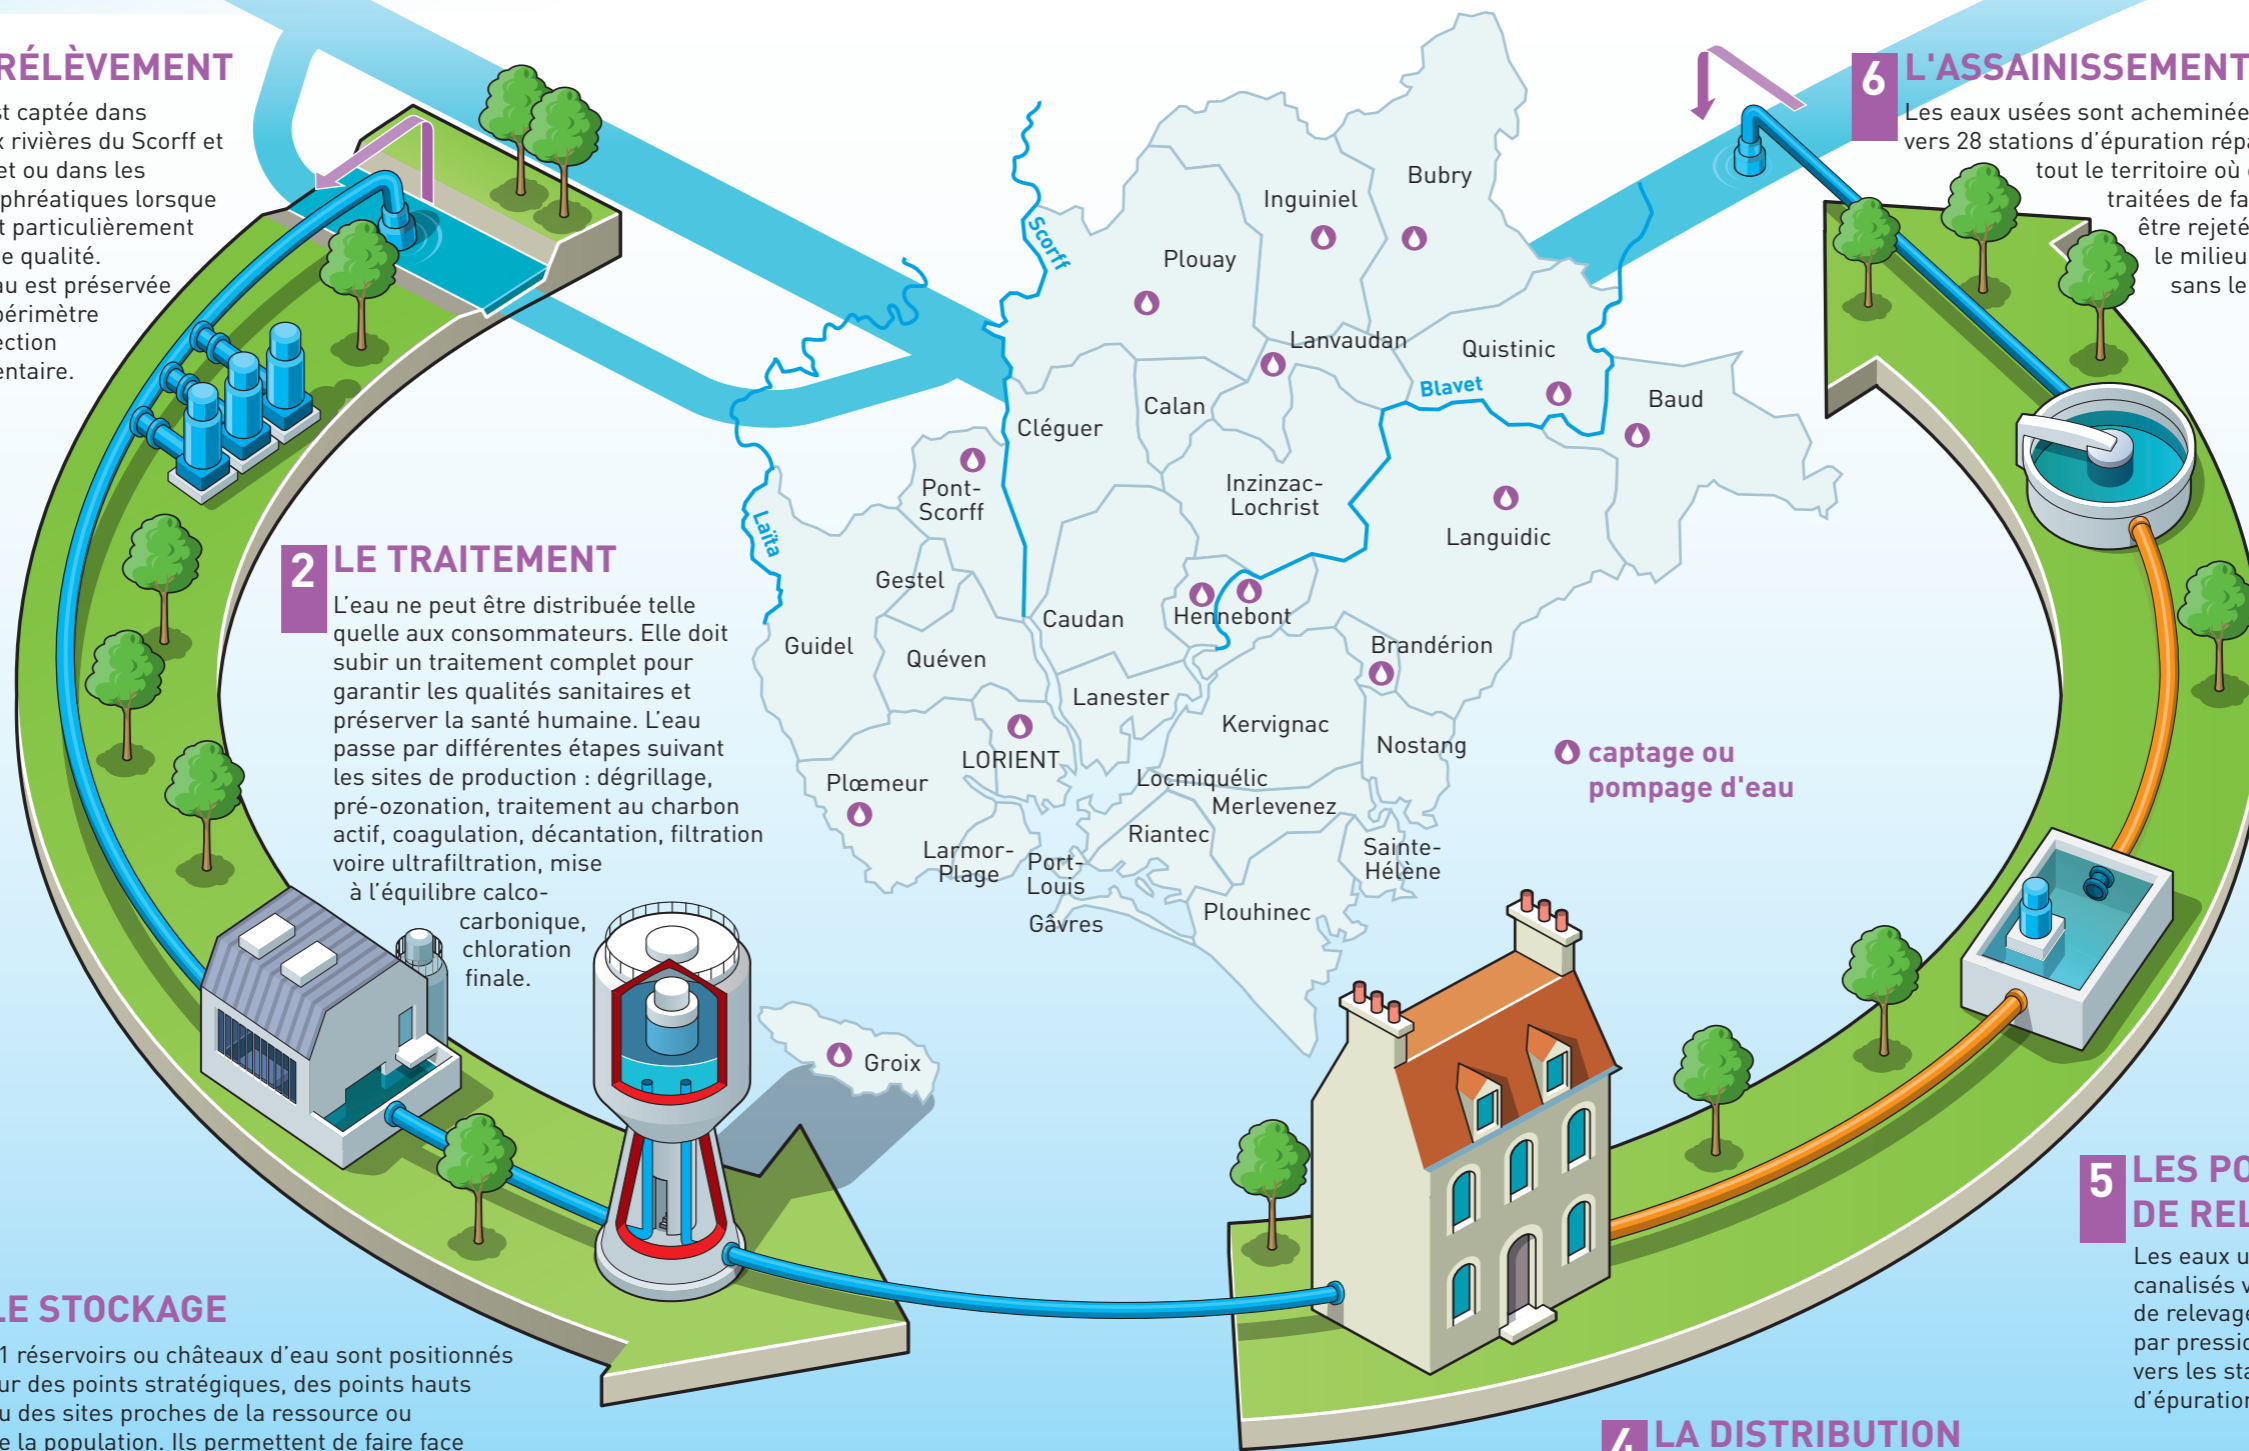 RÉLÈVEMENT
st captée dans
x rivières du Scorff et
et ou dans les
phréatiques lorsque
t particulièrement
e qualité.
au est préservée
périmètre
ection
entaire.
2 LE TRAITEMENT
L'eau ne peut être distribuée telle
quelle aux consommateurs. Elle doit
subir un traitement complet pour
garantir les qualités sanitaires et
préserver la santé humaine. L'eau
passe par différentes étapes suivant
les sites de production : dégrillage,
pré-ozonation, traitement au charbon
actif, coagulation, décantation, filtration
voire ultrafiltration, mise
à l'équilibre calco-
carbonique,
chloration
finale.
LE STOCKAGE
1 réservoirs ou châteaux d'eau sont positionnés
ur des points stratégiques, des points hauts
u des sites proches de la ressource ou
e la population. Ils permettent de faire face
Scorff
Laïta
Blavet
Bubry
Inguiniel
Plouay
Lanvaudan
Quistinic
Baud
Calan
Cléguer
Pont-
Scorff
Inzinzac-
Lochrist
Languidic
Gestel
Caudan
Hennebont
Guidel
Quéven
Brandérion
Lanester
Kervignac
Nostang
LORIENT
Plœmeur
Locmiquélic
Merlevenez
Riantec
Larmor-
Plage
Port-
Louis
Sainte-
Hélène
Gâvres
Plouhinec
Groix
captage ou
pompage d'eau
4 LA DISTRIBUTION
5 LES PO
DE REL
Les eaux u
canalisés v
de relevage
par pressio
vers les sta
d'épuration
6 L'ASSAINISSEMENT
Les eaux usées sont acheminée
vers 28 stations d'épuration répa
tout le territoire où
traitées de fa
être rejeté
le milieu
sans le